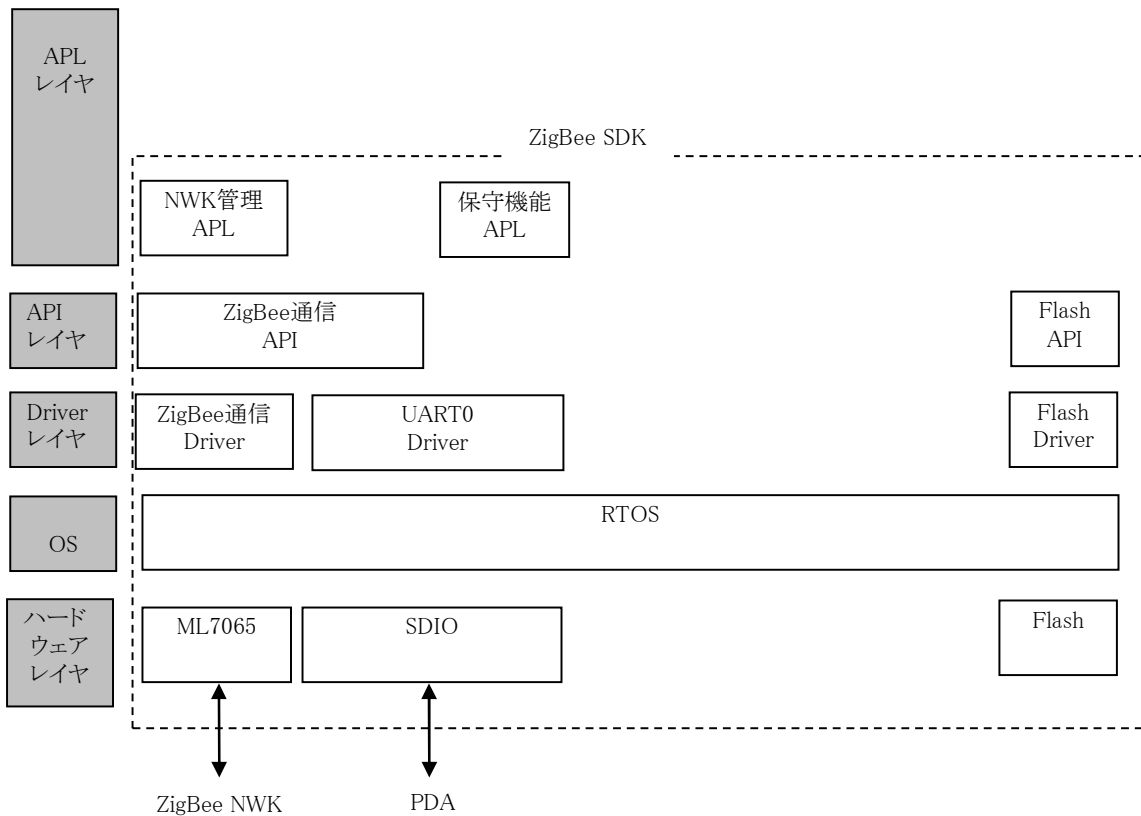 APL
レイヤ
ZigBee SDK
NWK管理
APL
保守機能
APL
API
レイヤ
ZigBee通信
API
Flash
API
Driver
レイヤ
ZigBee通信
Driver
UART0
Driver
Flash
Driver
OS
RTOS
ハード
ウェア
レイヤ
ML7065
SDIO
Flash
ZigBee NWK
PDA